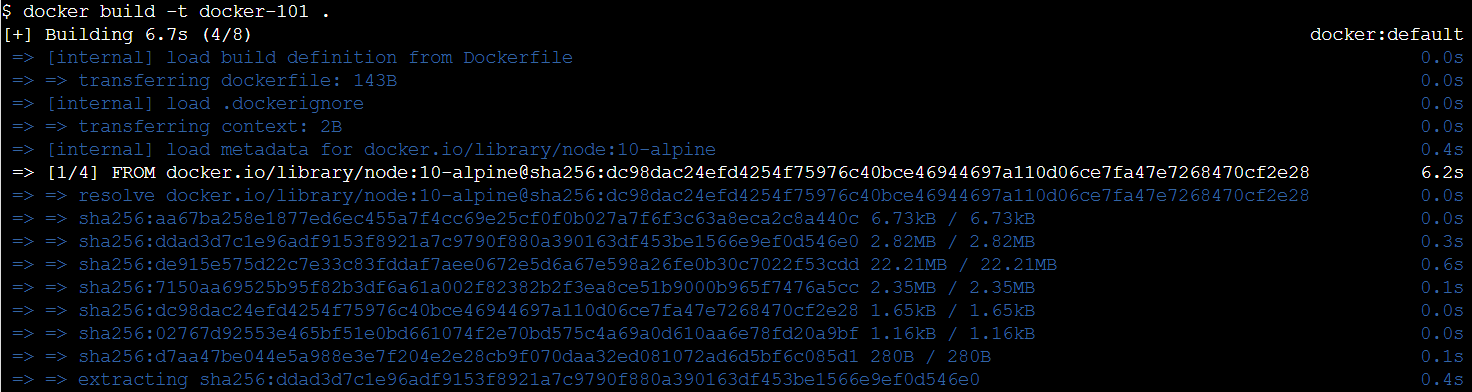 $ docker build -t docker-101 .
[+] Building 6.7s (4/8) docker:default
=> [internal] load build definition from Dockerfile 0.0s
=> => transferring dockerfile: 143B 0.0s
=> [internal] load .dockerignore 0.0s
=> => transferring context: 2B 0.0s
=> [internal] load metadata for docker.io/library/node:10-alpine 0.4s
=> [1/4] FROM docker.io/library/node:10-alpine@sha256:dc98dac24efd4254f75976c40bce46944697a110d06ce7fa47e7268470cf2e28 6.2s
=> => resolve docker.io/library/node:10-alpine@sha256:dc98dac24efd4254f75976c40bce46944697a110d06ce7fa47e7268470cf2e28 0.0s
=> => sha256:aa67ba258e1877ed6ec455a7f4cc69e25cf0f0b027a7f6f3c63a8eca2c8a440c 6.73kB / 6.73kB 0.0s
=> => sha256:ddad3d7c1e96adf9153f8921a7c9790f880a390163df453be1566e9ef0d546e0 2.82MB / 2.82MB 0.3s
=> => sha256:de915e575d22c7e33c83fddaf7aee0672e5d6a67e598a26fe0b30c7022f53cdd 22.21MB / 22.21MB 0.6s
=> => sha256:7150aa69525b95f82b3df6a61a002f82382b2f3ea8ce51b9000b965f7476a5cc 2.35MB / 2.35MB 0.1s
=> => sha256:dc98dac24efd4254f75976c40bce46944697a110d06ce7fa47e7268470cf2e28 1.65kB / 1.65kB 0.0s
=> => sha256:02767d92553e465bf51e0bd661074f2e70bd575c4a69a0d610aa6e78fd20a9bf 1.16kB / 1.16kB 0.0s
=> => sha256:d7aa47be044e5a988e3e7f204e2e28cb9f070daa32ed081072ad6d5bf6c085d1 280B / 280B 0.1s
=> => extracting sha256:ddad3d7c1e96adf9153f8921a7c9790f880a390163df453be1566e9ef0d546e0 0.4s